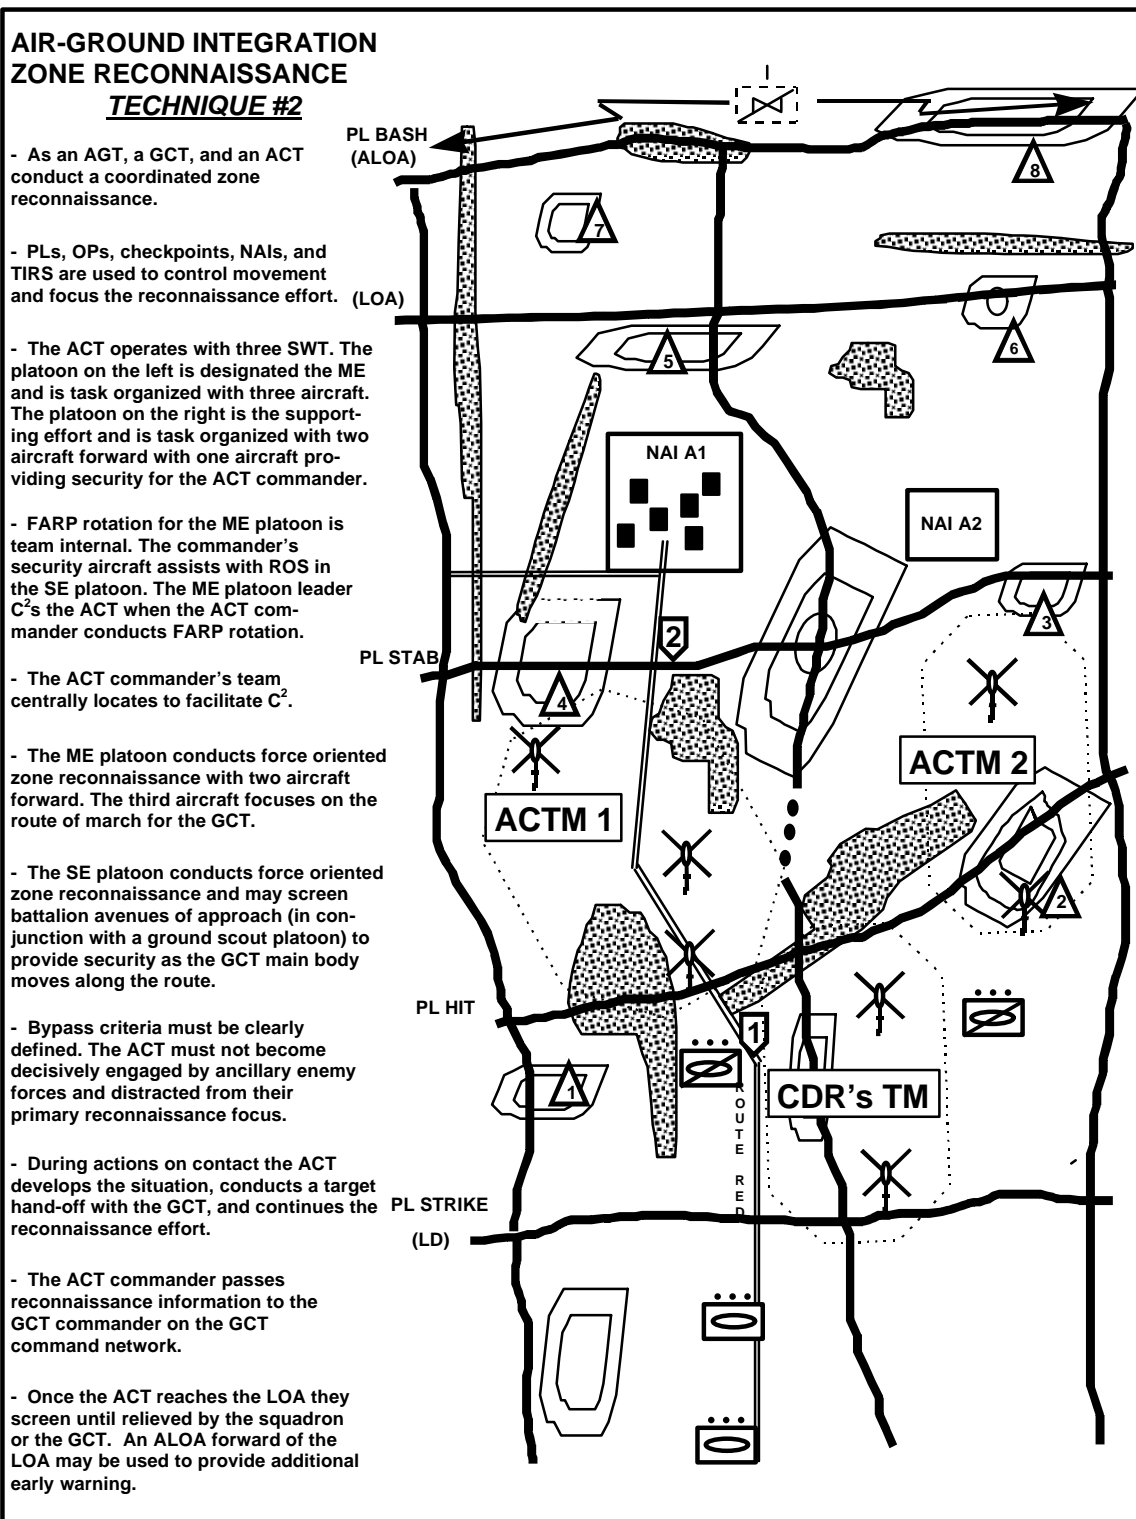 AIR-GROUND INTEGRATION
ZONE RECONNAISSANCE
TECHNIQUE #2
- As an AGT, a GCT, and an ACT
conduct a coordinated zone
reconnaissance.
- PLs, OPs, checkpoints, NAIs, and
TIRS are used to control movement
and focus the reconnaissance effort.
- The ACT operates with three SWT. The
platoon on the left is designated the ME
and is task organized with three aircraft.
The platoon on the right is the support-
ing effort and is task organized with two
aircraft forward with one aircraft pro-
viding security for the ACT commander.
- FARP rotation for the ME platoon is
team internal. The commander's
security aircraft assists with ROS in
the SE platoon. The ME platoon leader
C2's the ACT when the ACT com-
mander conducts FARP rotation.
- The ACT commander's team
centrally locates to facilitate C2.
- The ME platoon conducts force oriented
zone reconnaissance with two aircraft
forward. The third aircraft focuses on the
route of march for the GCT.
- The SE platoon conducts force oriented
zone reconnaissance and may screen
battalion avenues of approach (in con-
junction with a ground scout platoon) to
provide security as the GCT main body
moves along the route.
- Bypass criteria must be clearly
defined. The ACT must not become
decisively engaged by ancillary enemy
forces and distracted from their
primary reconnaissance focus.
- During actions on contact the ACT
develops the situation, conducts a target
hand-off with the GCT, and continues the
reconnaissance effort.
- The ACT commander passes
reconnaissance information to the
GCT commander on the GCT
command network.
- Once the ACT reaches the LOA they
screen until relieved by the squadron
or the GCT. An ALOA forward of the
LOA may be used to provide additional
early warning.
I
PL BASH
(ALOA)
8
7
(LOA)
6
5
NAI A1
NAI A2
3
2
PL STAB
4
ACTM 2
ACTM 1
2
PL HIT
1
1
CDR's TM
ROUTE RED
PL STRIKE
(LD)